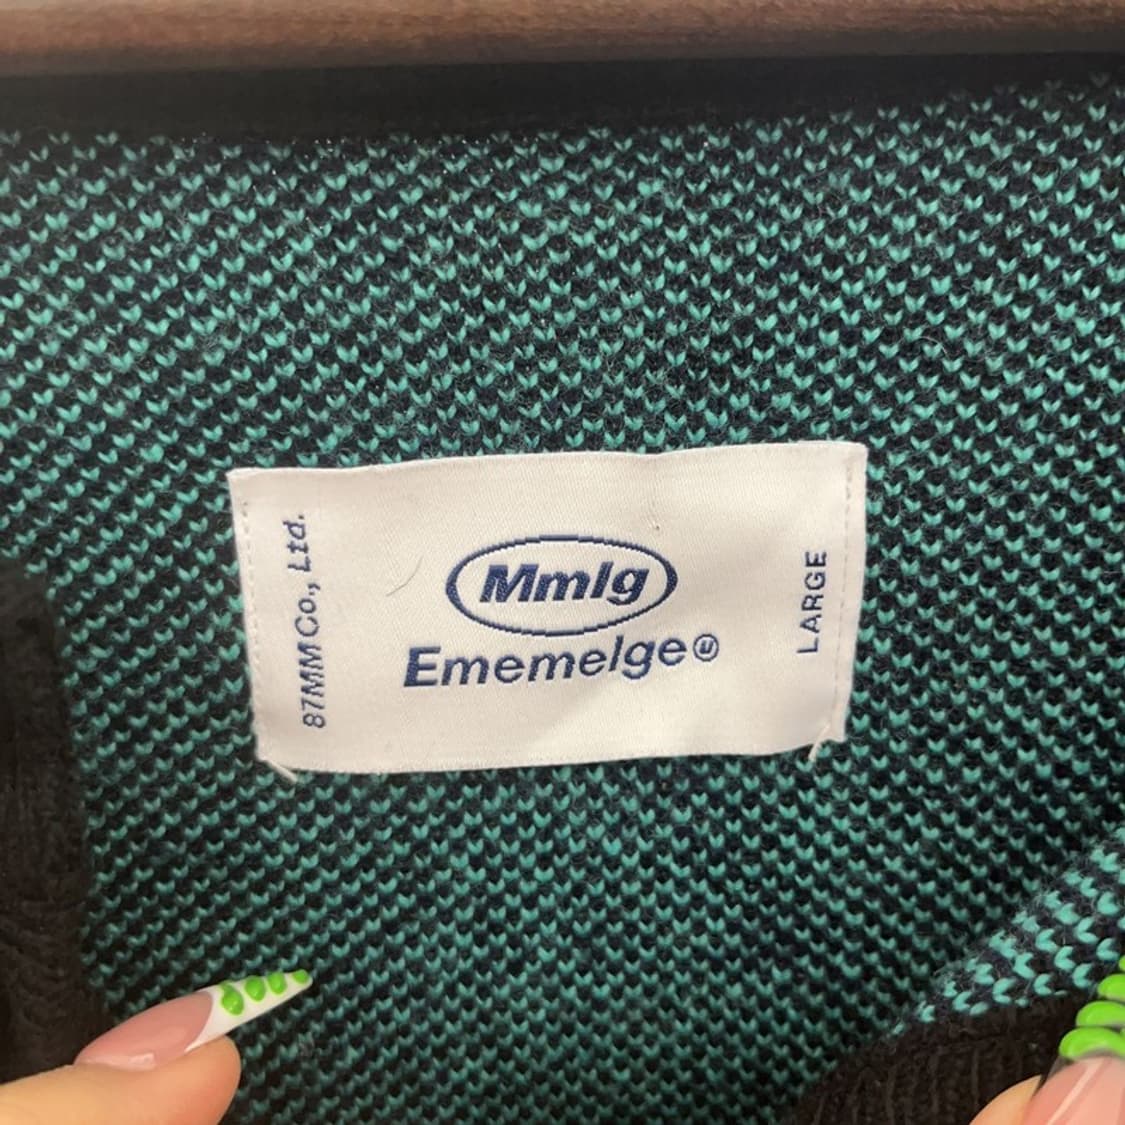 87MM Co., Ltd.
Mmlg
Ememelge Ⓔ
LARGE